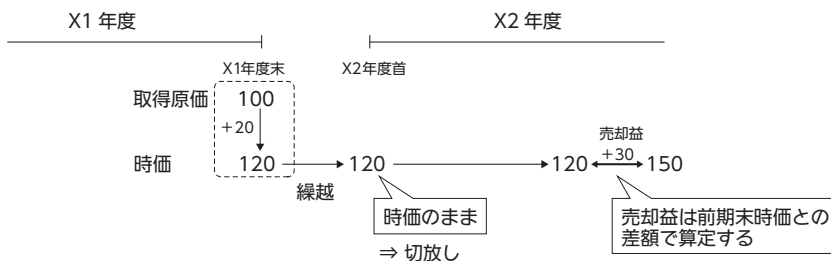 X1 年度
X2 年度
X1年度末
X2年度首
取得原価
100
＋20
売却益
＋30
時価
120
120
120
150
繰越
時価のまま
⇒ 切放し
売却益は前期末時価との
差額で算定する